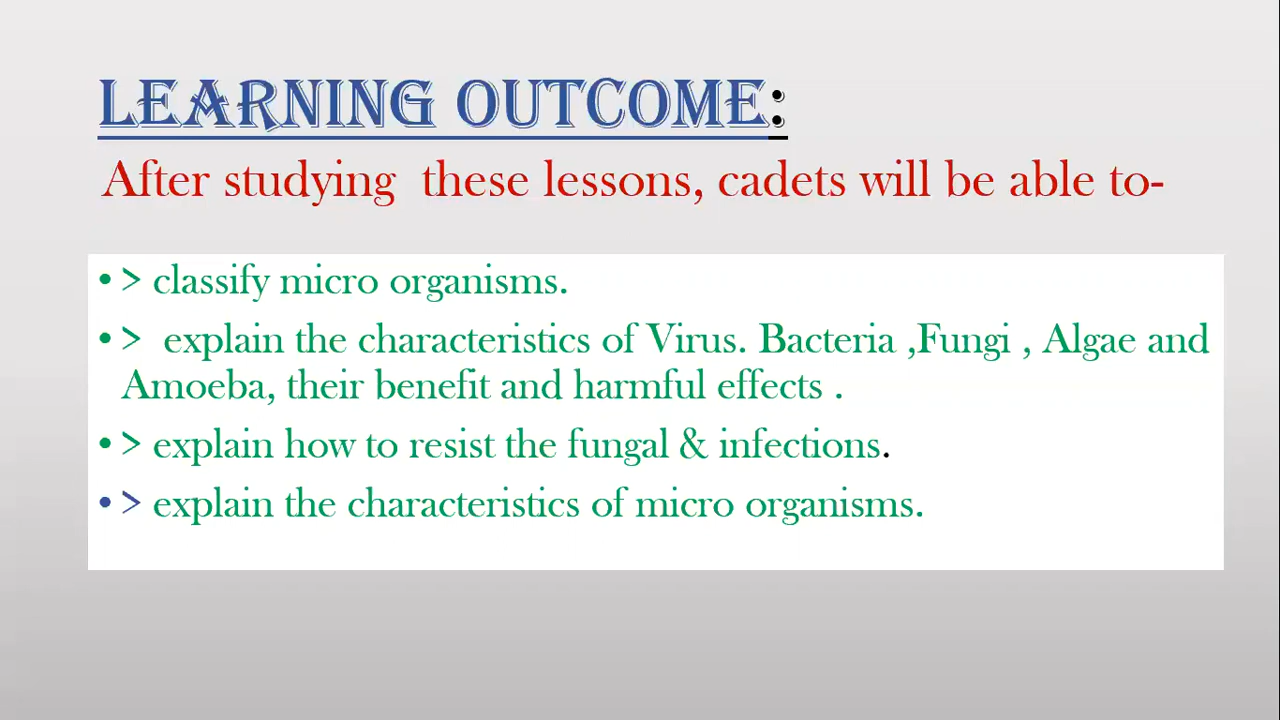 LEARNING OUTCOME:
After studying these lessons, cadets will be able to-
• > classify micro organisms.
• > explain the characteristics of Virus. Bacteria ,Fungi , Algae and
Amoeba, their benefit and harmful effects .
• > explain how to resist the fungal & infections.
• > explain the characteristics of micro organisms.